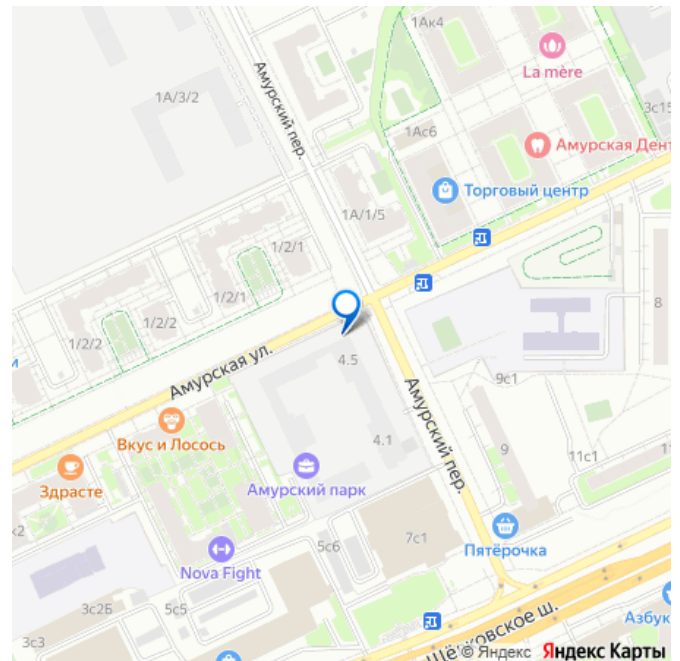 1Ак4
La mère
1А/3/2
Амурский пер.
3с15
1Ас6
Амурская Дент
Торговый центр
1А/1/5
1/2/1
1/2/1
1/2/2
1/2/2
и
8
4.5
Амурская ул.
9с1
Амурский пер.
Вкус и Лосось
4.1
9
11с1
11
Здрасте
Амурский парк
к2
7с1
5с6
Пятёрочка
Nova Fight
3с2Б
5с5
3с3
Азбук
Щёлковское ш.
© Яндекс Яндекс Карты